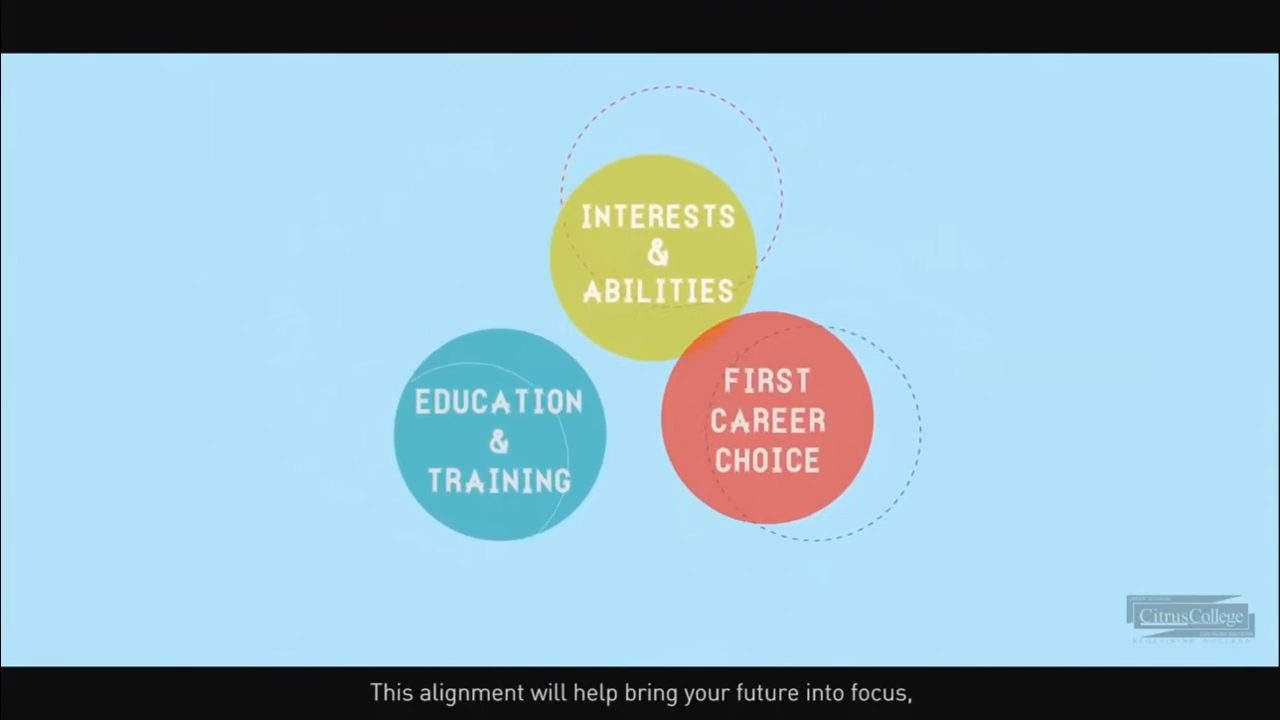 INTERESTS
&
ABILITIES
EDUCATION
&
TRAINING
FIRST
CAREER
CHOICE
CitrusCollege
This alignment will help bring your future into focus,